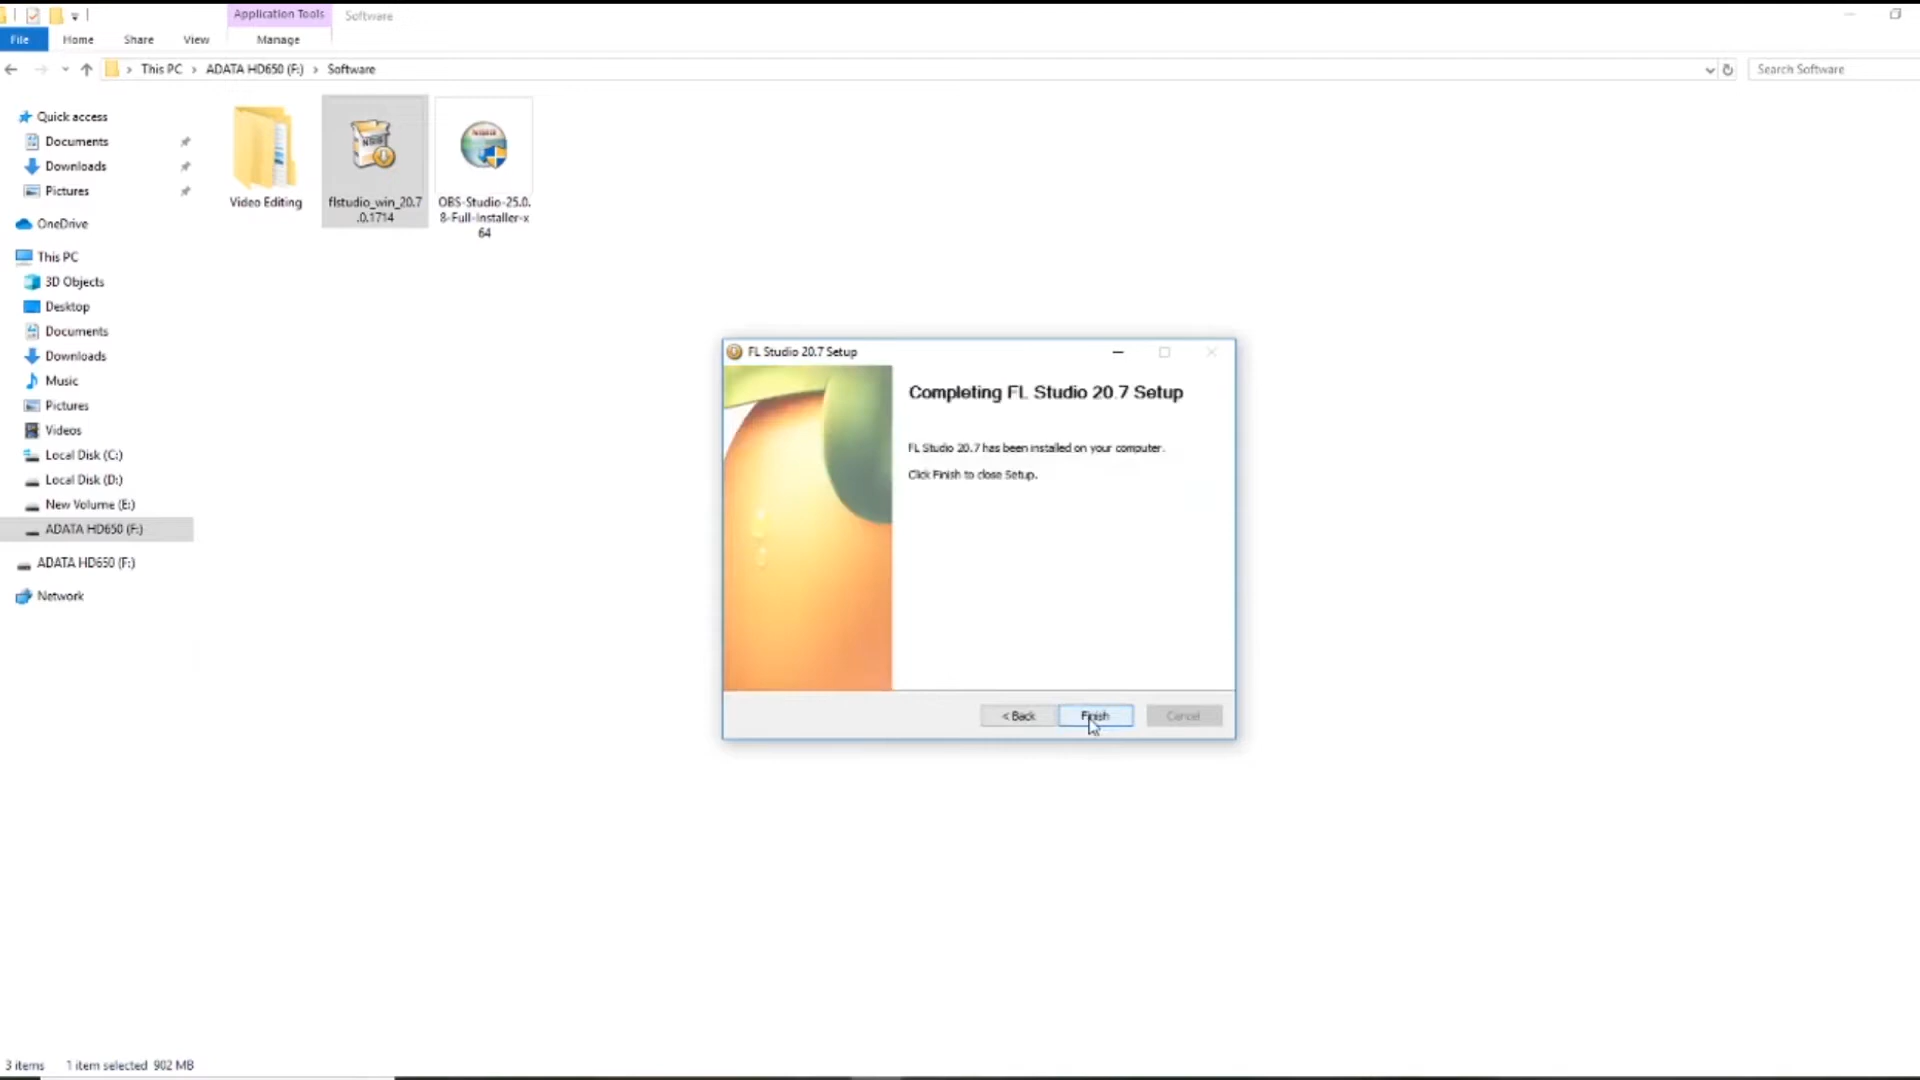 Application Tools
Software
File
Home
Share
View
Manage
This PC
ADATA HD650 (F:)
Software
Search Software
Quick access
Documents
Downloads
Pictures
OneDrive
This PC
3D Objects
Desktop
Documents
Downloads
Music
Pictures
Videos
Local Disk (C:)
Local Disk (D:)
New Volume (E:)
ADATA HD650 (F:)
ADATA HD650 (F:)
Network
Video Editing
flstudio_win_20.7
.0.1714
OBS-Studio-25.0.
8-Full-Installer-x
64
FL Studio 20.7 Setup
Completing FL Studio 20.7 Setup
FL Studio 20.7 has been installed on your computer.
Click Finish to close Setup.
< Back
Finish
Cancel
3 items
1 item selected 902 MB